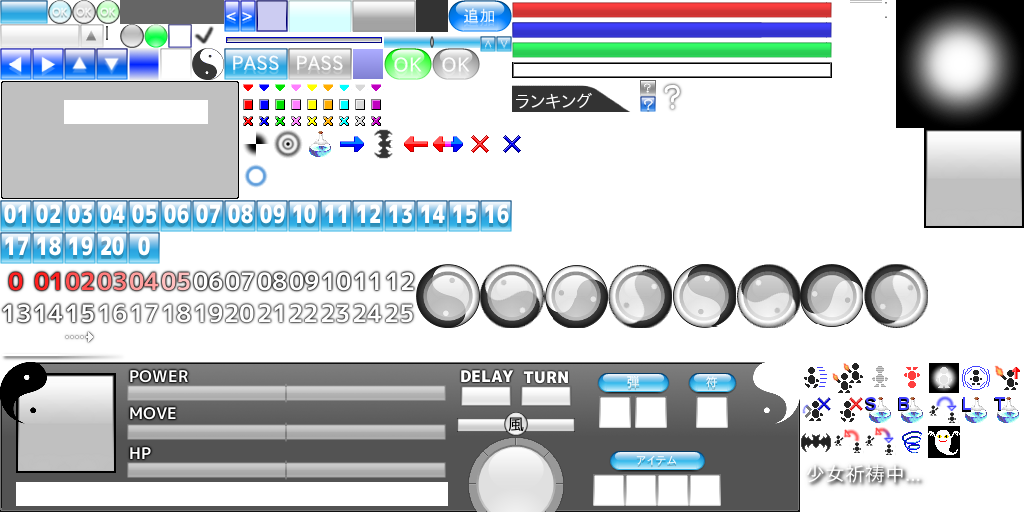 OK OK OK
< >
追加
PASS PASS
OK OK
ランキング
? ?
?
01 02 03 04 05 06 07 08 09 10 11 12 13 14 15 16
17 18 19 20 0
0 01 02 03 04 05 06 07 08 09 10 11 12
13 14 15 16 17 18 19 20 21 22 23 24 25
POWER
MOVE
HP
DELAY TURN
風
弾 符
アイテム
S B L T
少女祈祷中...